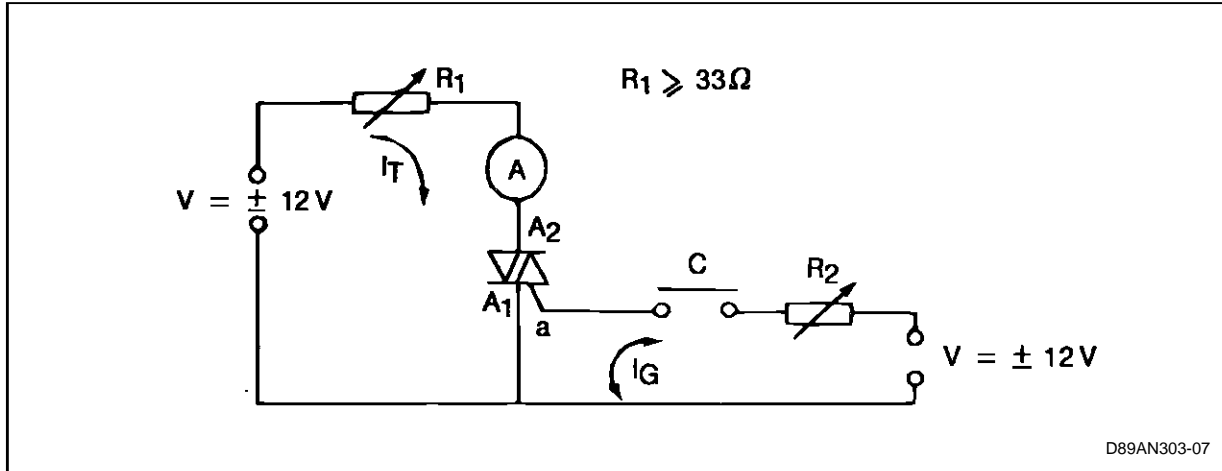 R1
R1 ⩾ 33Ω
IT
A
V = ± 12 V
A2
C
R2
A1
a
IG
V = ± 12 V
D89AN303-07